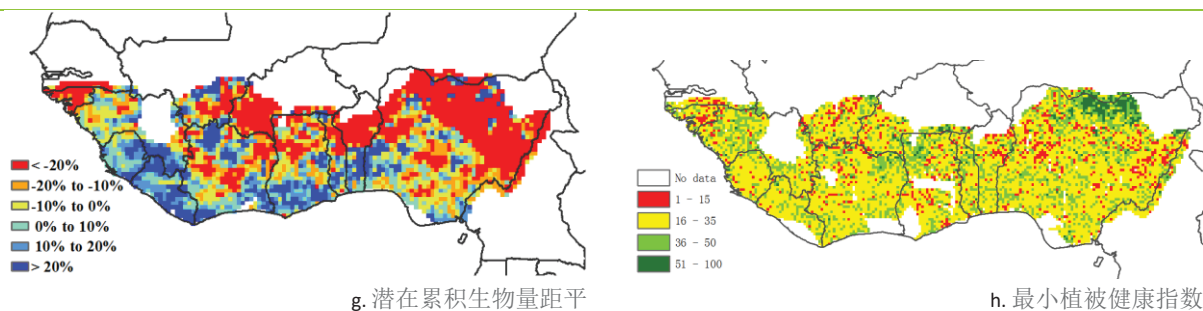 < -20%
-20% to -10%
-10% to 0%
0% to 10%
10% to 20%
> 20%
g. 潜在累积生物量距平
No data
1 - 15
16 - 35
36 - 50
51 - 100
h. 最小植被健康指数